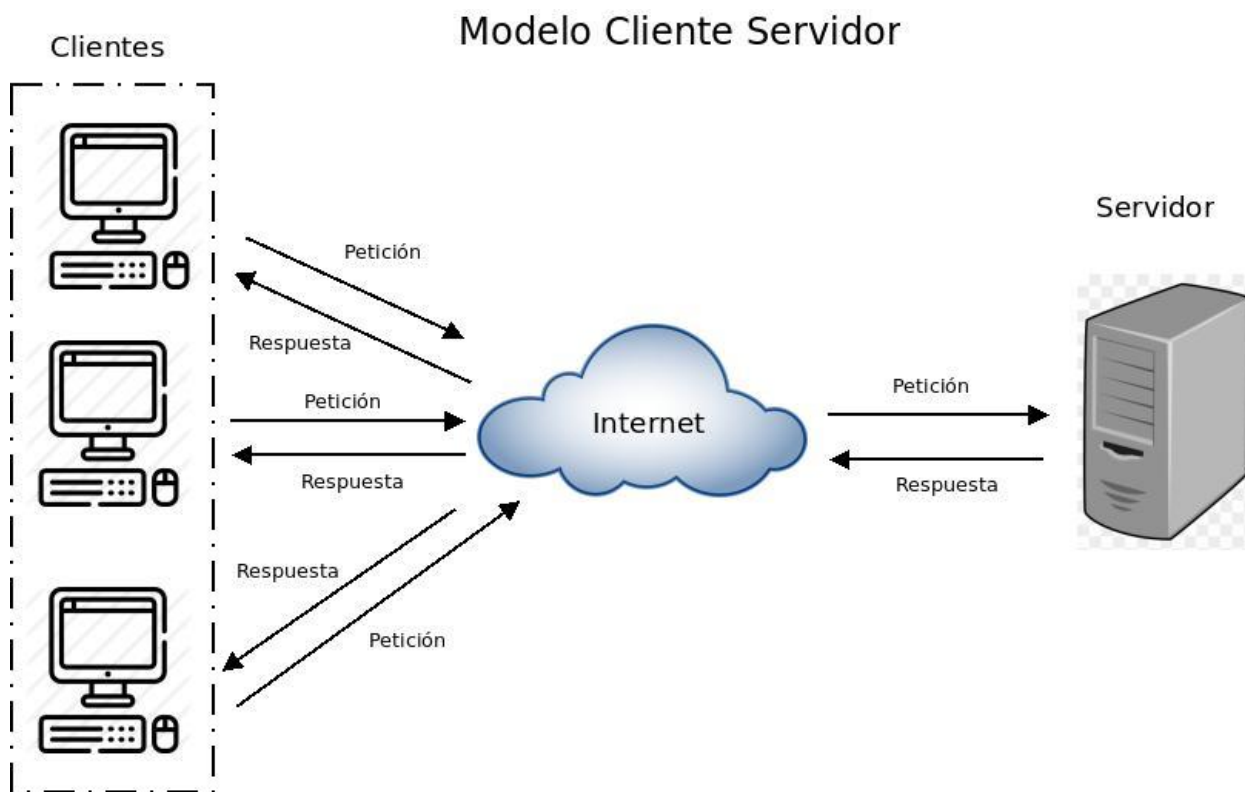 Modelo Cliente Servidor
Clientes
Servidor
Petición
Respuesta
Petición
Respuesta
Respuesta
Petición
Internet
Petición
Respuesta